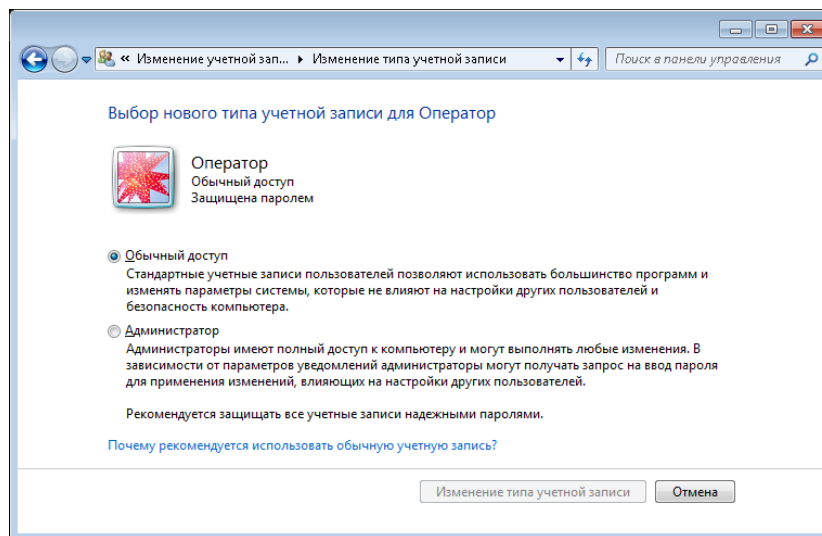 « Изменение учетной зап... ▸ Изменение типа учетной записи
Поиск в панели управления
Выбор нового типа учетной записи для Оператор
Оператор
Обычный доступ
Защищена паролем
Обычный доступ
Стандартные учетные записи пользователей позволяют использовать большинство программ и
изменять параметры системы, которые не влияют на настройки других пользователей и
безопасность компьютера.
Администратор
Администраторы имеют полный доступ к компьютеру и могут выполнять любые изменения. В
зависимости от параметров уведомлений администраторы могут получать запрос на ввод пароля
для применения изменений, влияющих на настройки других пользователей.
Рекомендуется защищать все учетные записи надежными паролями.
Почему рекомендуется использовать обычную учетную запись?
Изменение типа учетной записи
Отмена